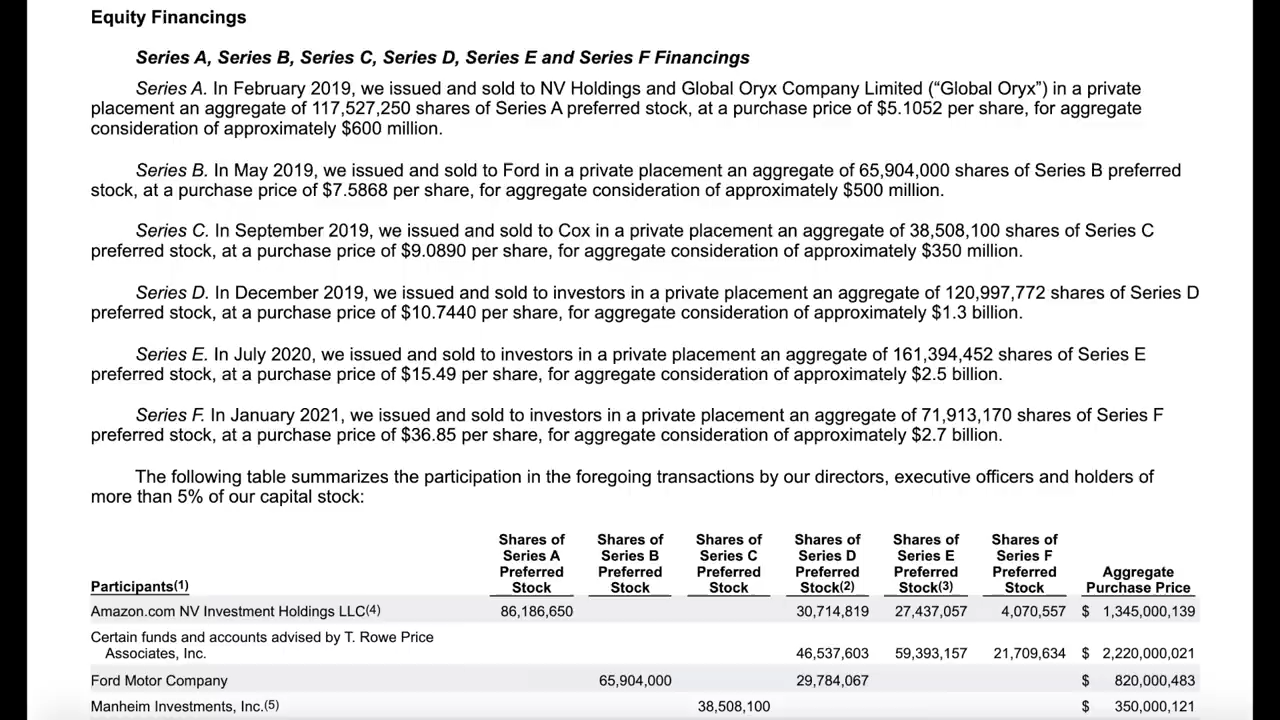 Equity Financings
Series A, Series B, Series C, Series D, Series E and Series F Financings
Series A. In February 2019, we issued and sold to NV Holdings and Global Oryx Company Limited (“Global Oryx”) in a private
placement an aggregate of 117,527,250 shares of Series A preferred stock, at a purchase price of $5.1052 per share, for aggregate
consideration of approximately $600 million.
Series B. In May 2019, we issued and sold to Ford in a private placement an aggregate of 65,904,000 shares of Series B preferred
stock, at a purchase price of $7.5868 per share, for aggregate consideration of approximately $500 million.
Series C. In September 2019, we issued and sold to Cox in a private placement an aggregate of 38,508,100 shares of Series C
preferred stock, at a purchase price of $9.0890 per share, for aggregate consideration of approximately $350 million.
Series D. In December 2019, we issued and sold to investors in a private placement an aggregate of 120,997,772 shares of Series D
preferred stock, at a purchase price of $10.7440 per share, for aggregate consideration of approximately $1.3 billion.
Series E. In July 2020, we issued and sold to investors in a private placement an aggregate of 161,394,452 shares of Series E
preferred stock, at a purchase price of $15.49 per share, for aggregate consideration of approximately $2.5 billion.
Series F. In January 2021, we issued and sold to investors in a private placement an aggregate of 71,913,170 shares of Series F
preferred stock, at a purchase price of $36.85 per share, for aggregate consideration of approximately $2.7 billion.
The following table summarizes the participation in the foregoing transactions by our directors, executive officers and holders of
more than 5% of our capital stock:
Shares of Shares of Shares of Shares of Shares of Shares of
Series A Series B Series C Series D Series E Series F
Preferred Preferred Preferred Preferred Preferred Preferred Aggregate
Participants(1) Stock Stock Stock Stock(2) Stock(3) Stock Purchase Price
Amazon.com NV Investment Holdings LLC(4) 86,186,650 30,714,819 27,437,057 4,070,557 $ 1,345,000,139
Certain funds and accounts advised by T. Rowe Price
Associates, Inc. 46,537,603 59,393,157 21,709,634 $ 2,220,000,021
Ford Motor Company 65,904,000 29,784,067 $ 820,000,483
Manheim Investments, Inc.(5) 38,508,100 $ 350,000,121